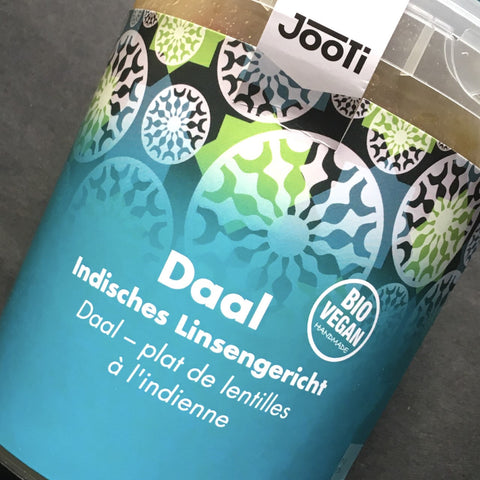 JooTi
Daal
Indisches Linsengericht
Daal – plat de lentilles
à l'indienne
BIO
VEGAN
HANDMADE